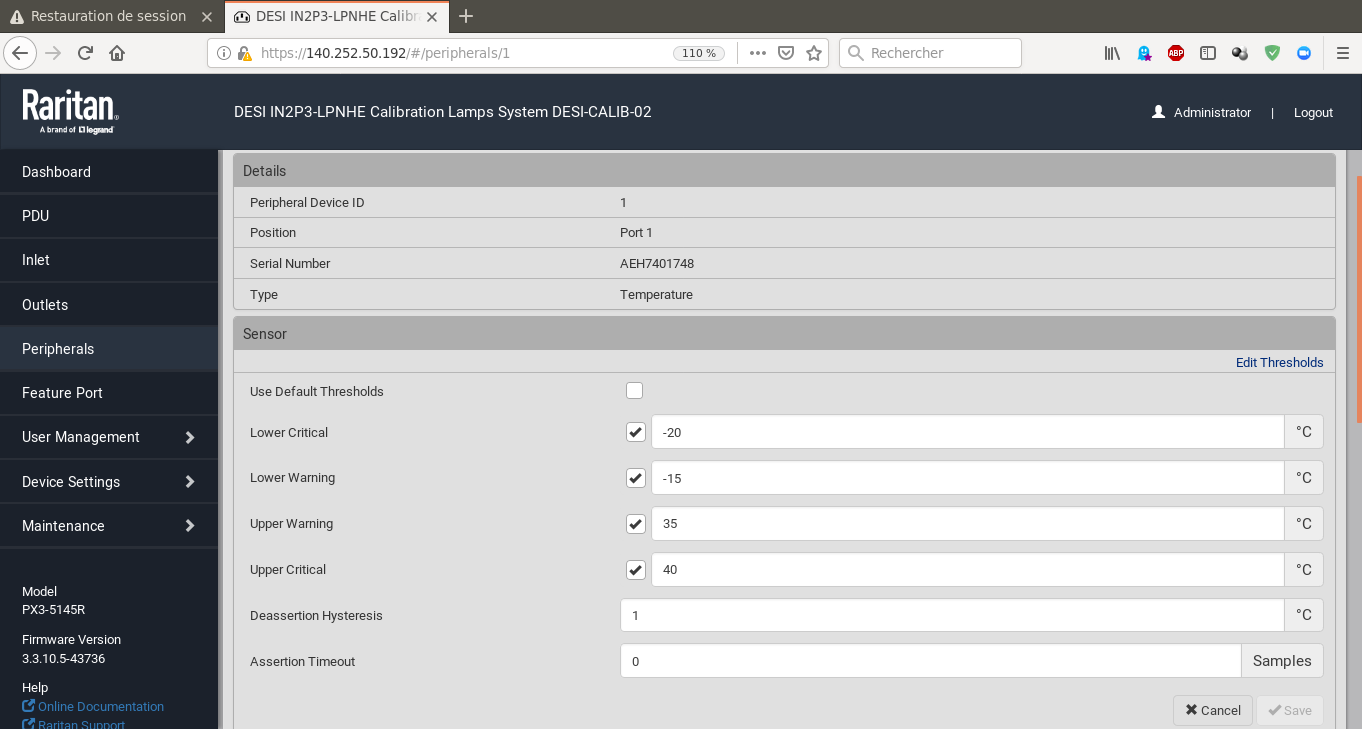 Restauration de session
DESI IN2P3-LPNHE Calibr
https://140.252.50.192/#/peripherals/1
110 %
Rechercher
ABP
Raritan®
A brand of legrand
DESI IN2P3-LPNHE Calibration Lamps System DESI-CALIB-02
Administrator | Logout
Dashboard
PDU
Inlet
Outlets
Peripherals
Feature Port
User Management
Device Settings
Maintenance
Model
PX3-5145R
Firmware Version
3.3.10.5-43736
Help
Online Documentation
Raritan Support
Details
Peripheral Device ID 1
Position Port 1
Serial Number AEH7401748
Type Temperature
Sensor
Edit Thresholds
Use Default Thresholds
Lower Critical -20 °C
Lower Warning -15 °C
Upper Warning 35 °C
Upper Critical 40 °C
Deassertion Hysteresis 1 °C
Assertion Timeout 0 Samples
Cancel Save